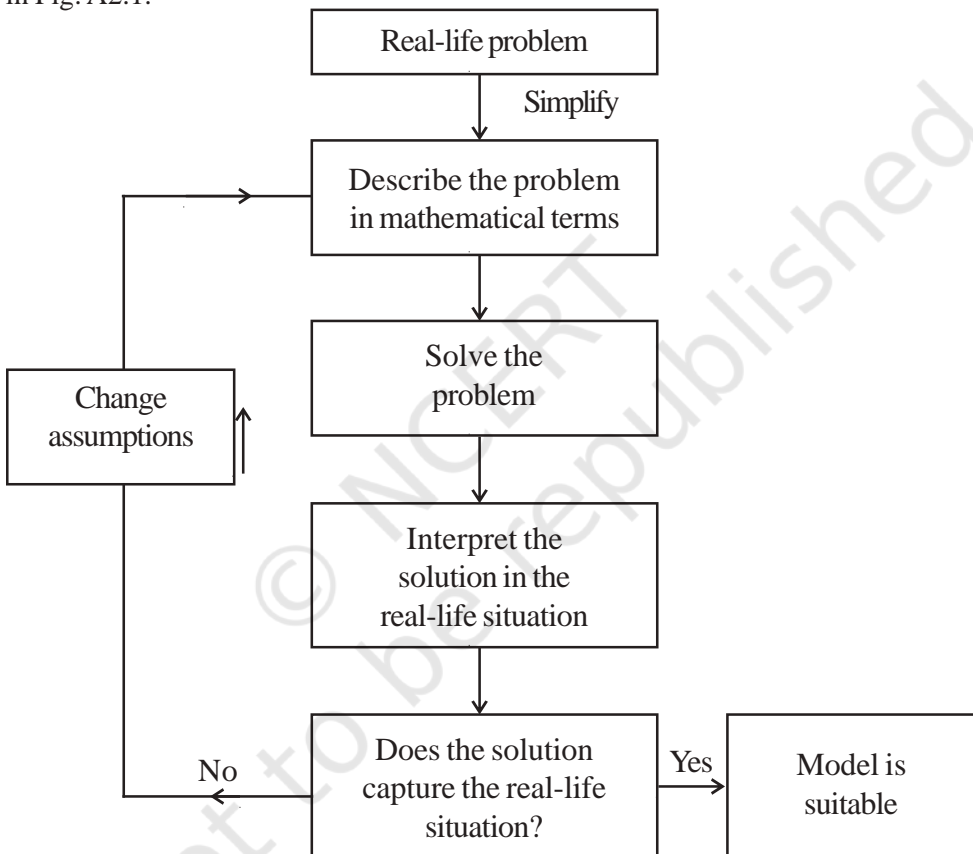 in Fig. A2.1.
Real-life problem
Simplify
Describe the problem
in mathematical terms
Solve the
problem
Change
assumptions
Interpret the
solution in the
real-life situation
Does the solution
capture the real-life
situation?
No
Yes
Model is
suitable
© NCERT
not to be republished